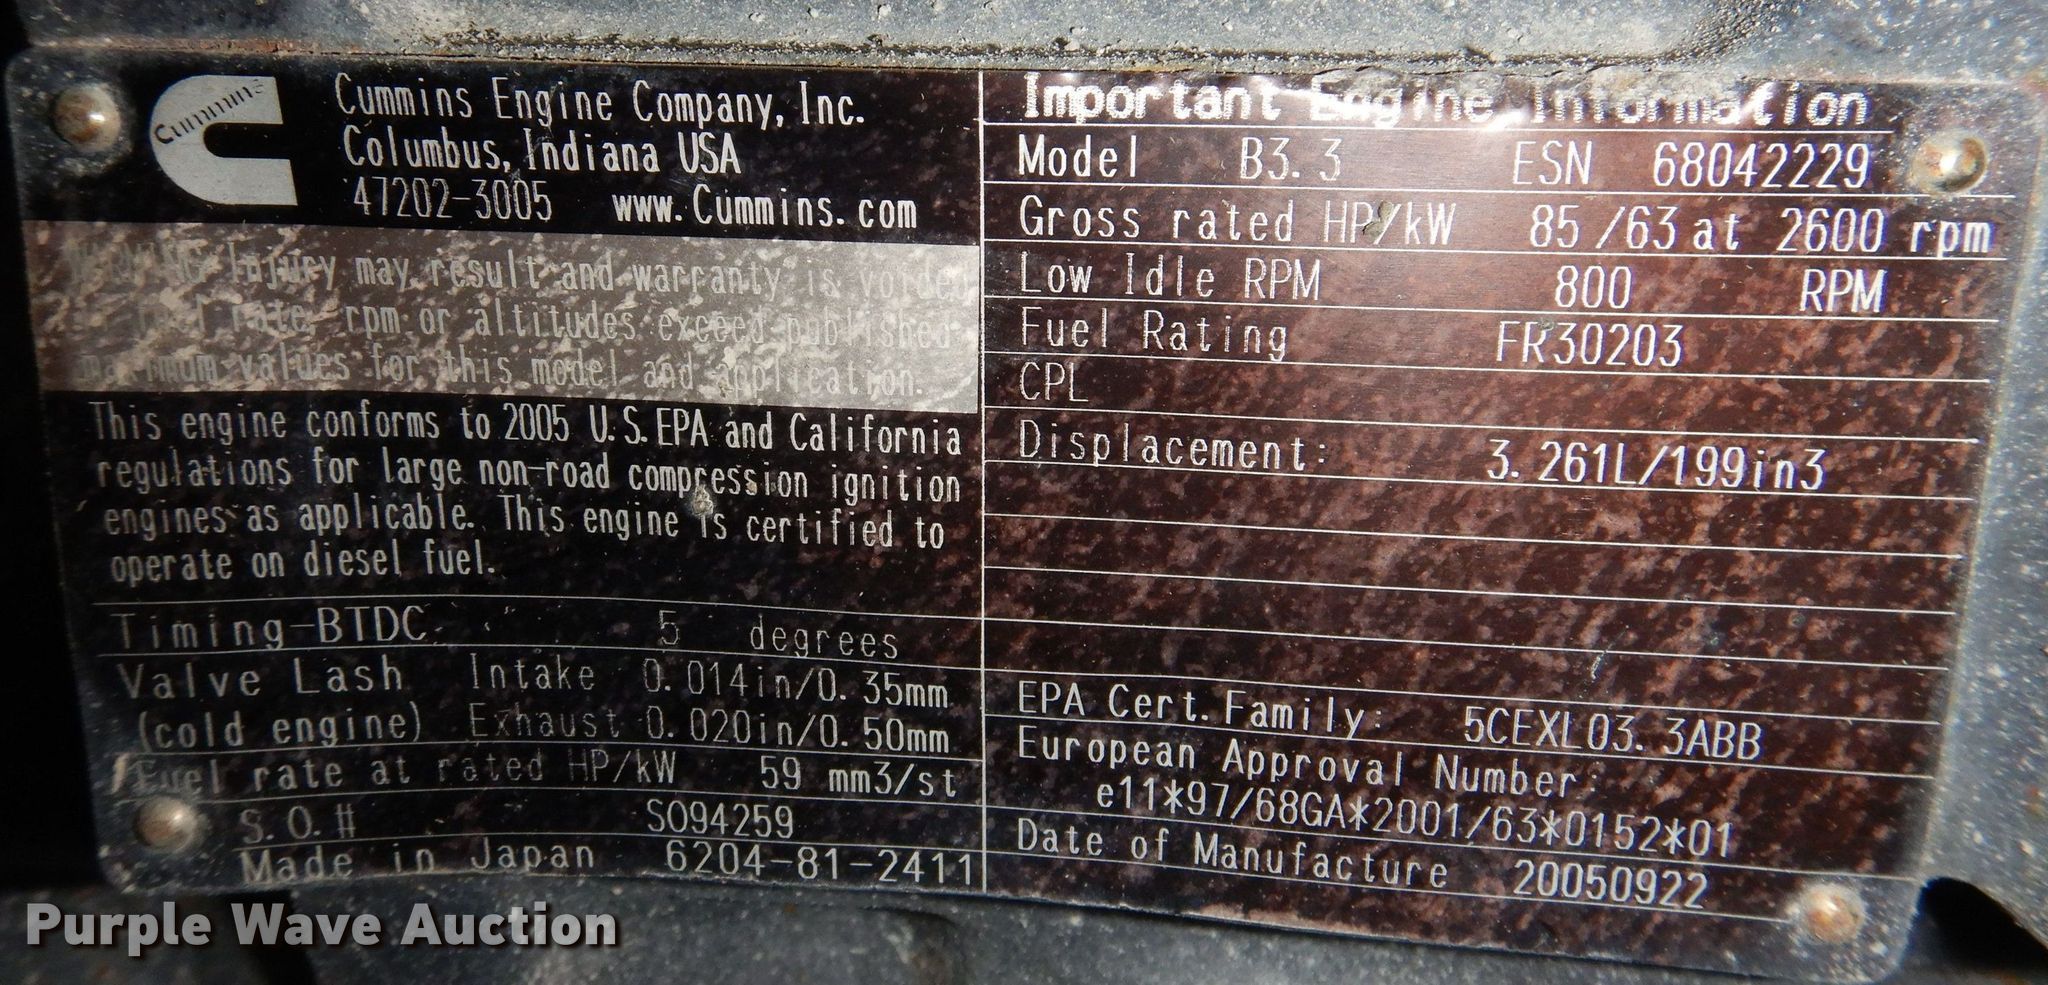 Cummins
Cummins Engine Company, Inc.
Columbus, Indiana USA
47202-3005 www.Cummins.com
WARNING Injury may result and warranty is voided
if fuel rate, rpm or altitudes exceed published
maximum values for this model and application.
This engine conforms to 2005 U.S.EPA and California
regulations for large non-road compression ignition
engines as applicable. This engine is certified to
operate on diesel fuel.
Timing-BTDC 5 degrees
Valve Lash Intake 0.014in/0.35mm
(cold engine) Exhaust 0.020in/0.50mm
Fuel rate at rated HP/kW 59 mm3/st
S.O.# SO94259
Made in Japan 6204-81-2411
Important Engine Information
Model B3.3 ESN 68042229
Gross rated HP/kW 85/63 at 2600 rpm
Low Idle RPM 800 RPM
Fuel Rating FR30203
CPL
Displacement: 3.261L/199in3
EPA Cert.Family: 5CEXL03.3ABB
European Approval Number:
e11*97/68GA*2001/63*0152*01
Date of Manufacture 20050922
Purple Wave Auction